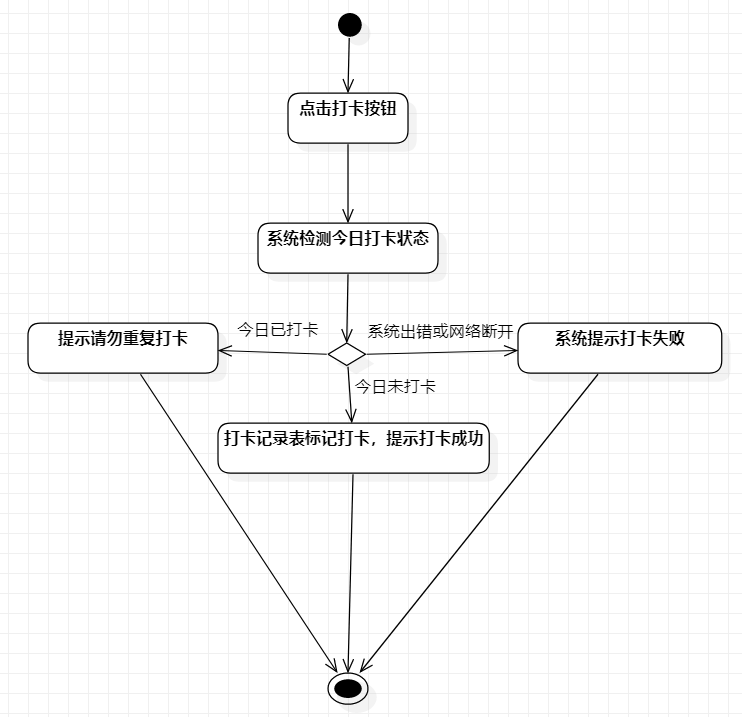 点击打卡按钮
系统检测今日打卡状态
今日已打卡
系统出错或网络断开
提示请勿重复打卡
系统提示打卡失败
今日未打卡
打卡记录表标记打卡，提示打卡成功